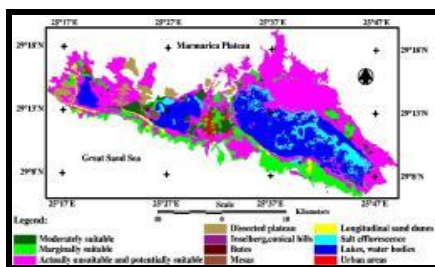 25°17'E 25°27'E 25°37'E 25°47'E
Marmarica Plateau
29°18'N 29°18'N
29°13'N 29°13'N
Great Sand Sea
29°8'N 29°8'N
25°17'E 25°27'E 25°37'E 25°47'E
Scale
10 0 10
Kilometers
Legend:
Moderately suitable
Marginally suitable
Actually unsuitable and potentially suitable
Dissected plateau
Inselberg,conical hills
Butes
Mesas
Longitudinal sand dunes
Salt efflorescence
Lakes, water bodies
Urban areas